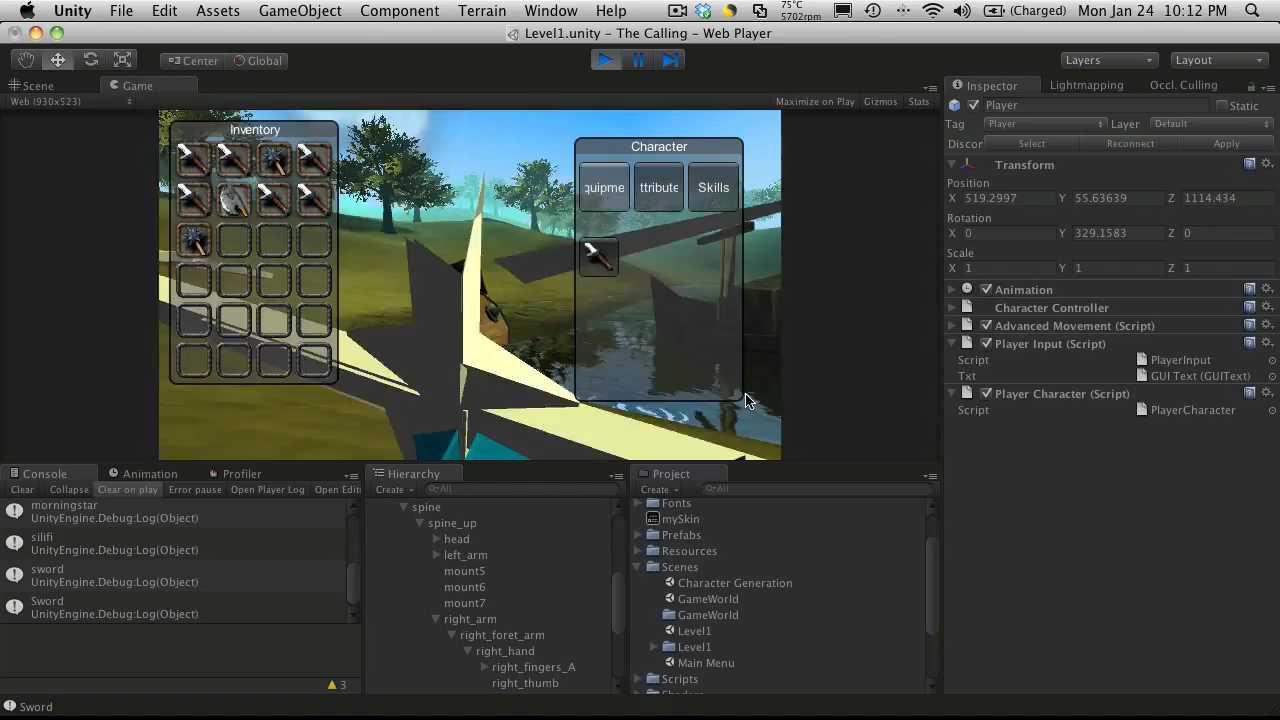 Unity File Edit Assets GameObject Component Terrain Window Help 75°C 5702rpm (Charged) Mon Jan 24 10:12 PM
Level1.unity – The Calling – Web Player
Center Global Layers Layout
Scene Game
Web (930x523) Maximize on Play Gizmos Stats
Inventory
Character
quipme ttribute Skills
Inspector Lightmapping Occl. Culling
Player Static
Tag Player Layer Default
Discor Select Reconnect Apply
Transform
Position
X 519.2997 Y 55.63639 Z 1114.434
Rotation
X 0 Y 329.1583 Z 0
Scale
X 1 Y 1 Z 1
Animation
Character Controller
Advanced Movement (Script)
Player Input (Script)
Script PlayerInput
Txt GUI Text (GUIText)
Player Character (Script)
Script PlayerCharacter
Console Animation Profiler
Clear Collapse Clear on play Error pause Open Player Log Open Edit
morningstar
UnityEngine.Debug:Log(Object)
silifi
UnityEngine.Debug:Log(Object)
sword
UnityEngine.Debug:Log(Object)
Sword
UnityEngine.Debug:Log(Object)
3
Sword
Hierarchy
Create All
spine
spine_up
head
left_arm
mount5
mount6
mount7
right_arm
right_foret_arm
right_hand
right_fingers_A
right_thumb
Project
Create All
Fonts
mySkin
Prefabs
Resources
Scenes
Character Generation
GameWorld
GameWorld
Level1
Level1
Main Menu
Scripts